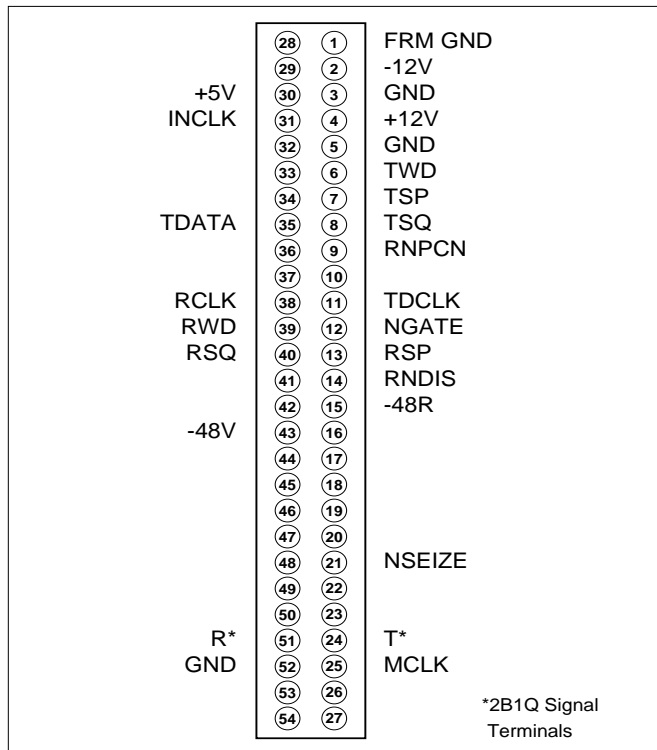 28 1 FRM GND
29 2 -12V
+5V 30 3 GND
INCLK 31 4 +12V
32 5 GND
33 6 TWD
34 7 TSP
TDATA 35 8 TSQ
36 9 RNPCN
37 10
RCLK 38 11 TDCLK
RWD 39 12 NGATE
RSQ 40 13 RSP
41 14 RNDIS
42 15 -48R
-48V 43 16
44 17
45 18
46 19
47 20
48 21 NSEIZE
49 22
50 23
R* 51 24 T*
GND 52 25 MCLK
53 26
54 27
*2B1Q Signal
Terminals